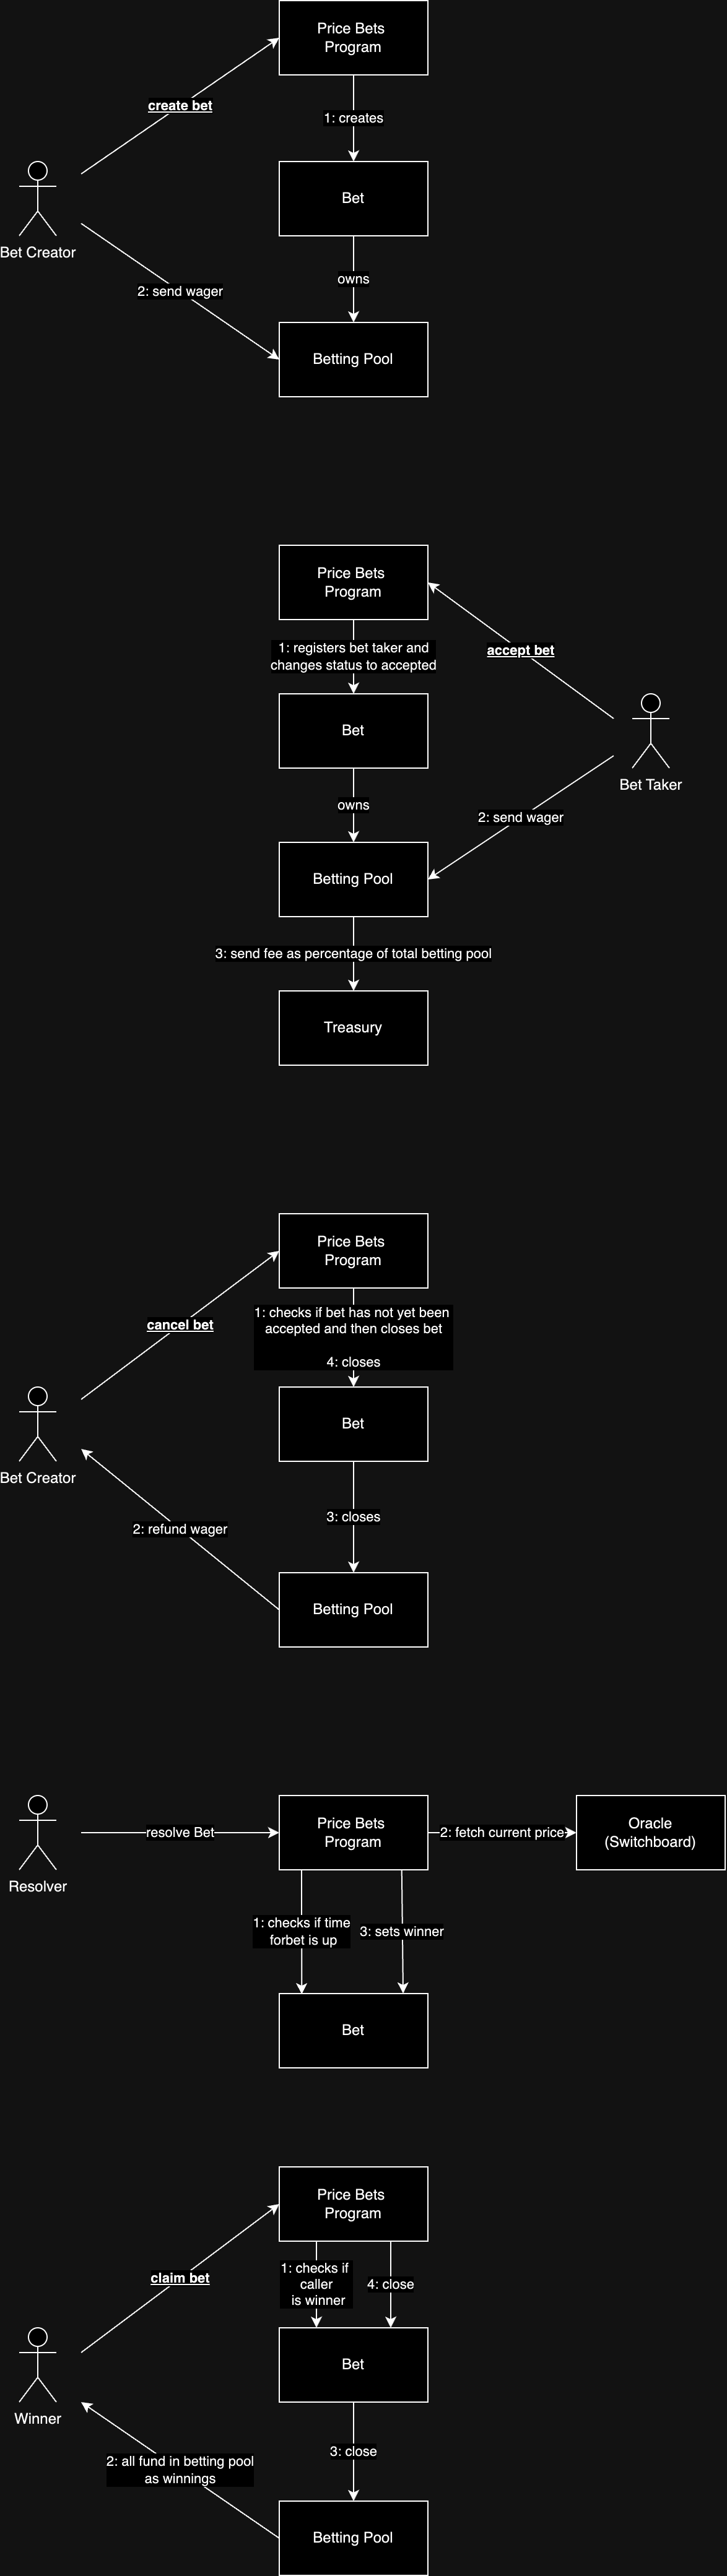 Price Bets
Program
create bet
1: creates
Bet
Bet Creator
owns
2: send wager
Betting Pool
Price Bets
Program
1: registers bet taker and
changes status to accepted
accept bet
Bet
Bet Taker
owns
2: send wager
Betting Pool
3: send fee as percentage of total betting pool
Treasury
Price Bets
Program
1: checks if bet has not yet been
accepted and then closes bet
cancel bet
4: closes
Bet
Bet Creator
3: closes
2: refund wager
Betting Pool
resolve Bet
Price Bets
Program
2: fetch current price
Oracle
(Switchboard)
Resolver
1: checks if time
forbet is up
3: sets winner
Bet
Price Bets
Program
claim bet
1: checks if
caller
is winner
4: close
Bet
Winner
3: close
2: all fund in betting pool
as winnings
Betting Pool